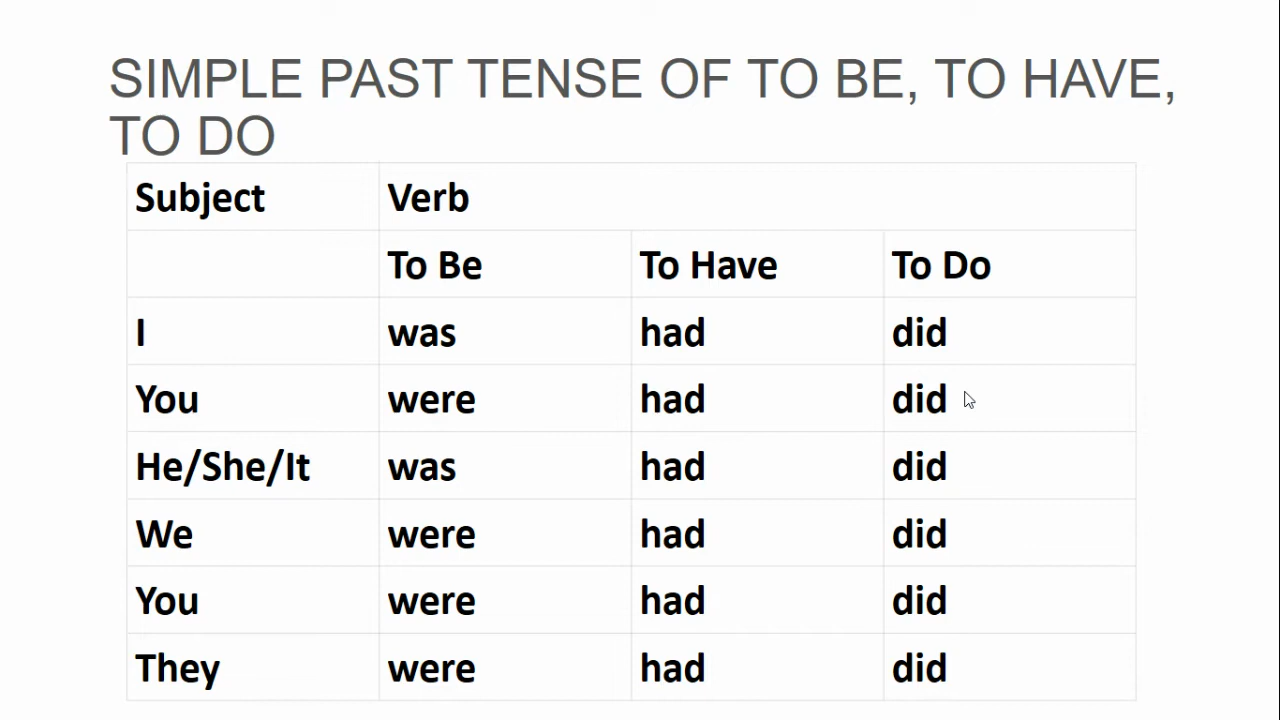 SIMPLE PAST TENSE OF TO BE, TO HAVE,
TO DO
Subject Verb
To Be To Have To Do
I was had did
You were had did
He/She/It was had did
We were had did
You were had did
They were had did